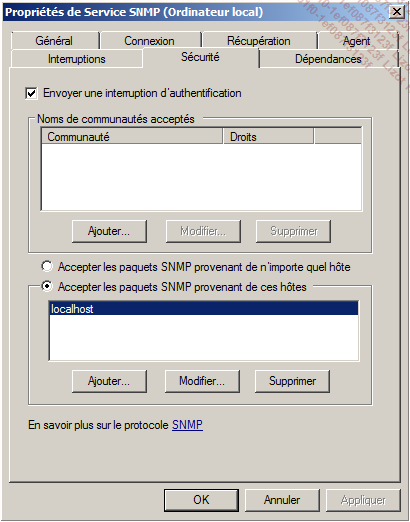 Propriétés de Service SNMP (Ordinateur local)
Général Connexion Récupération Agent
Interruptions Sécurité Dépendances
Envoyer une interruption d'authentification
Noms de communautés acceptés
Communauté Droits
Ajouter... Modifier... Supprimer
Accepter les paquets SNMP provenant de n'importe quel hôte
Accepter les paquets SNMP provenant de ces hôtes
localhost
Ajouter... Modifier... Supprimer
En savoir plus sur le protocole SNMP
OK Annuler Appliquer